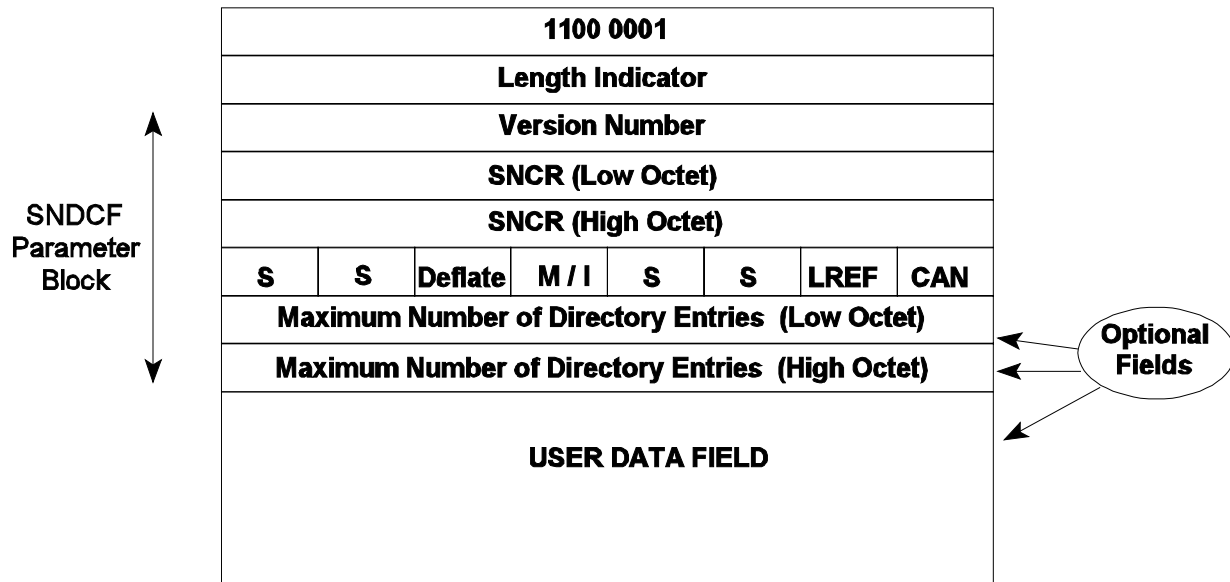 1100 0001
Length Indicator
Version Number
SNCR (Low Octet)
SNCR (High Octet)
SNDCF
Parameter
Block
S S Deflate M / I S S LREF CAN
Maximum Number of Directory Entries (Low Octet)
Maximum Number of Directory Entries (High Octet)
Optional
Fields
USER DATA FIELD